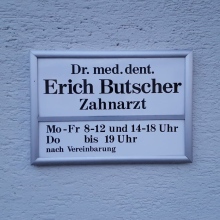 Dr. med. dent.
Erich Butscher
Zahnarzt
Mo-Fr 8-12 und 14-18 Uhr
Do bis 19 Uhr
nach Vereinbarung